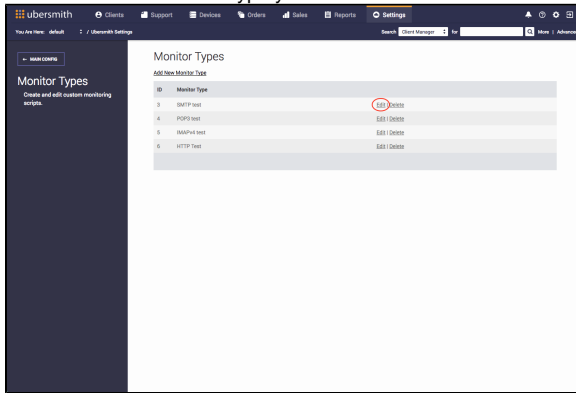 ubersmith Clients Support Devices Orders Sales Reports Settings
You Are Here: default / Ubersmith Settings Search Client Manager for More | Advance
← MAIN CONFIG
Monitor Types
Create and edit custom monitoring
scripts.
Monitor Types
Add New Monitor Type
ID Monitor Type
3 SMTP test Edit | Delete
4 POP3 test Edit | Delete
5 IMAPv4 test Edit | Delete
6 HTTP Test Edit | Delete